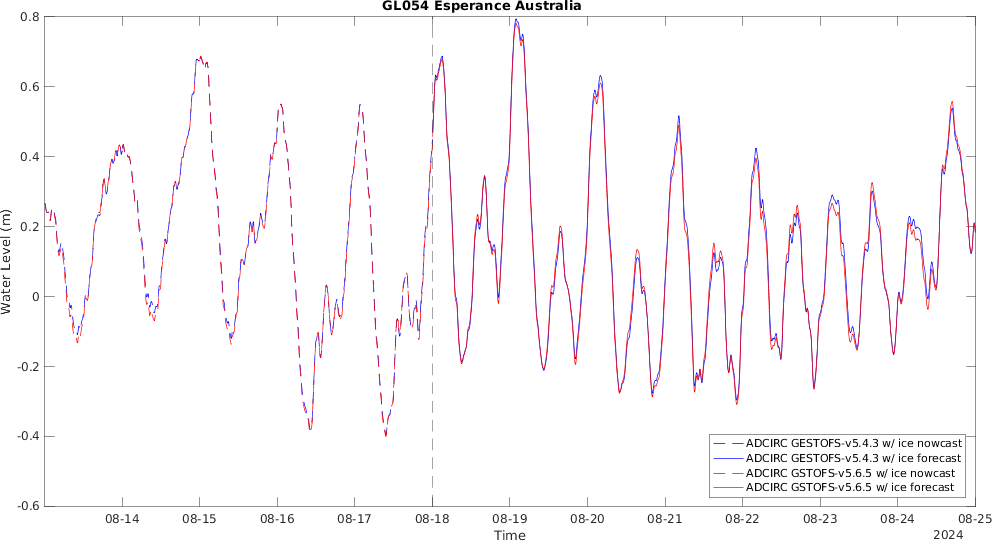 GL054 Esperance Australia
Water Level (m)
0.8
0.6
0.4
0.2
0
-0.2
-0.4
-0.6
ADCIRC GESTOFS-v5.4.3 w/ ice nowcast
ADCIRC GESTOFS-v5.4.3 w/ ice forecast
ADCIRC GSTOFS-v5.6.5 w/ ice nowcast
ADCIRC GSTOFS-v5.6.5 w/ ice forecast
08-14 08-15 08-16 08-17 08-18 08-19 08-20 08-21 08-22 08-23 08-24 08-25
Time
2024